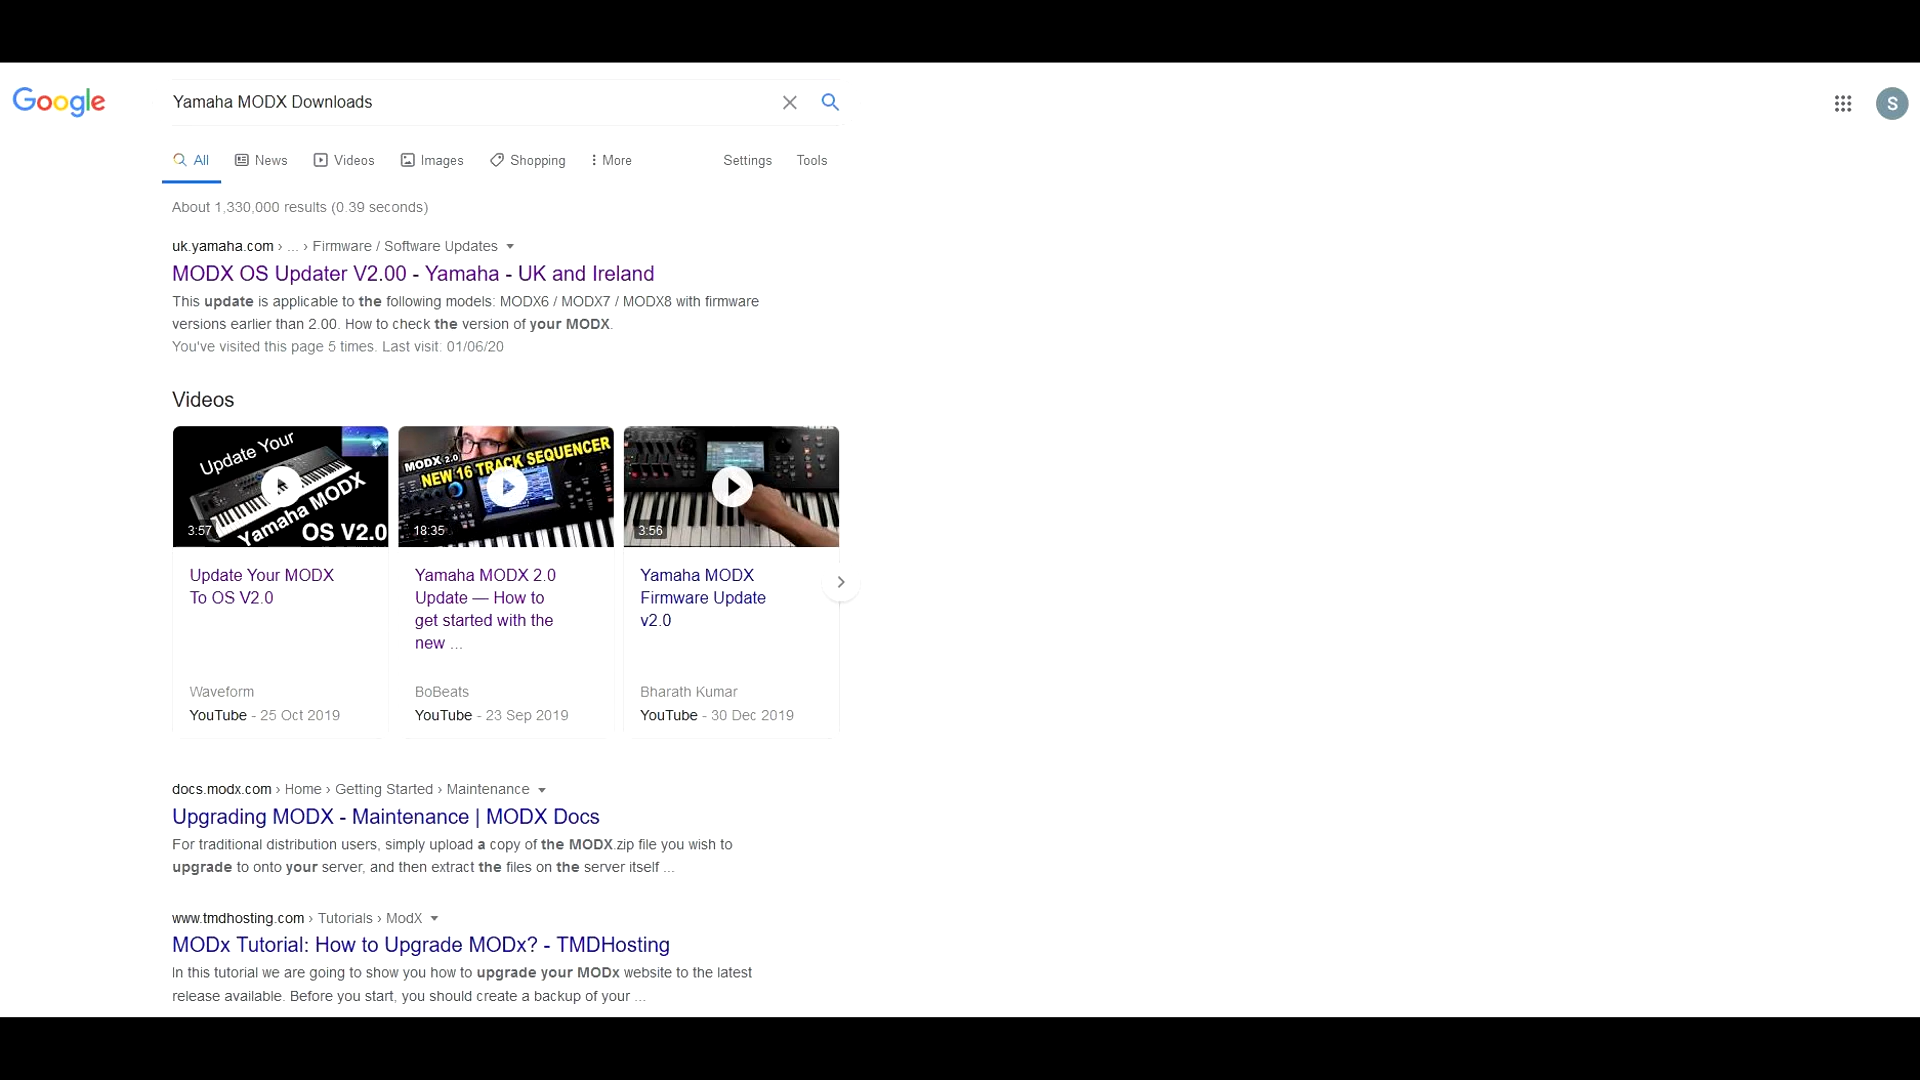 Google
Yamaha MODX Downloads
S
All
News
Videos
Images
Shopping
More
Settings
Tools
About 1,330,000 results (0.39 seconds)
uk.yamaha.com › ... › Firmware / Software Updates
MODX OS Updater V2.00 - Yamaha - UK and Ireland
This update is applicable to the following models: MODX6 / MODX7 / MODX8 with firmware
versions earlier than 2.00. How to check the version of your MODX.
You've visited this page 5 times. Last visit: 01/06/20
Videos
Update Your
Yamaha MODX
OS V2.0
3:57
MODX 2.0
NEW 16 TRACK SEQUENCER
18:35
3:56
Update Your MODX
To OS V2.0
Waveform
YouTube - 25 Oct 2019
Yamaha MODX 2.0
Update — How to
get started with the
new ...
BoBeats
YouTube - 23 Sep 2019
Yamaha MODX
Firmware Update
v2.0
Bharath Kumar
YouTube - 30 Dec 2019
docs.modx.com › Home › Getting Started › Maintenance
Upgrading MODX - Maintenance | MODX Docs
For traditional distribution users, simply upload a copy of the MODX.zip file you wish to
upgrade to onto your server, and then extract the files on the server itself ...
www.tmdhosting.com › Tutorials › ModX
MODx Tutorial: How to Upgrade MODx? - TMDHosting
In this tutorial we are going to show you how to upgrade your MODx website to the latest
release available. Before you start, you should create a backup of your ...